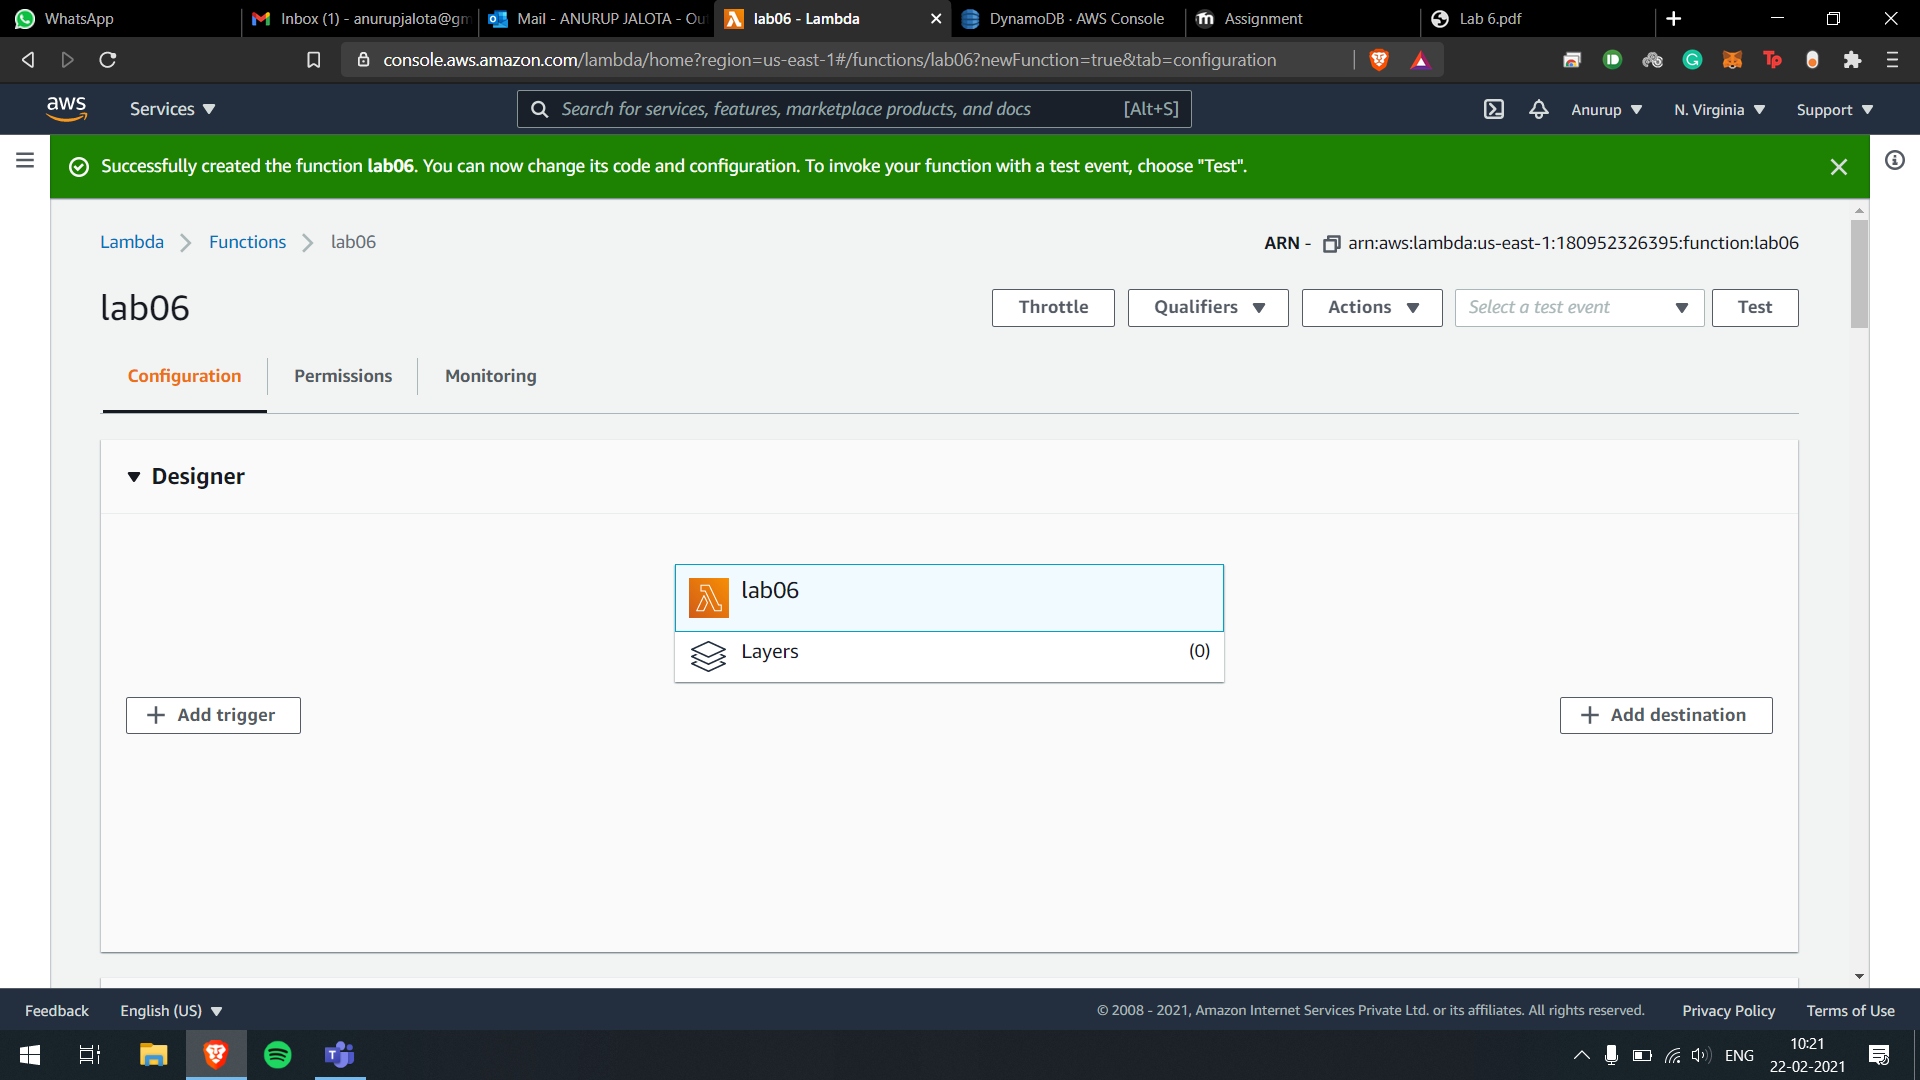 WhatsApp
Inbox (1) - anurupjalota@gm
Mail - ANURUP JALOTA - Ou
lab06 - Lambda
DynamoDB · AWS Console
Assignment
Lab 6.pdf
console.aws.amazon.com/lambda/home?region=us-east-1#/functions/lab06?newFunction=true&tab=configuration
aws
Services
Search for services, features, marketplace products, and docs
[Alt+S]
Anurup
N. Virginia
Support
Successfully created the function lab06. You can now change its code and configuration. To invoke your function with a test event, choose "Test".
Lambda
Functions
lab06
ARN - arn:aws:lambda:us-east-1:180952326395:function:lab06
lab06
Throttle
Qualifiers
Actions
Select a test event
Test
Configuration
Permissions
Monitoring
Designer
lab06
Layers
(0)
Add trigger
Add destination
Feedback
English (US)
© 2008 - 2021, Amazon Internet Services Private Ltd. or its affiliates. All rights reserved.
Privacy Policy
Terms of Use
ENG
10:21
22-02-2021